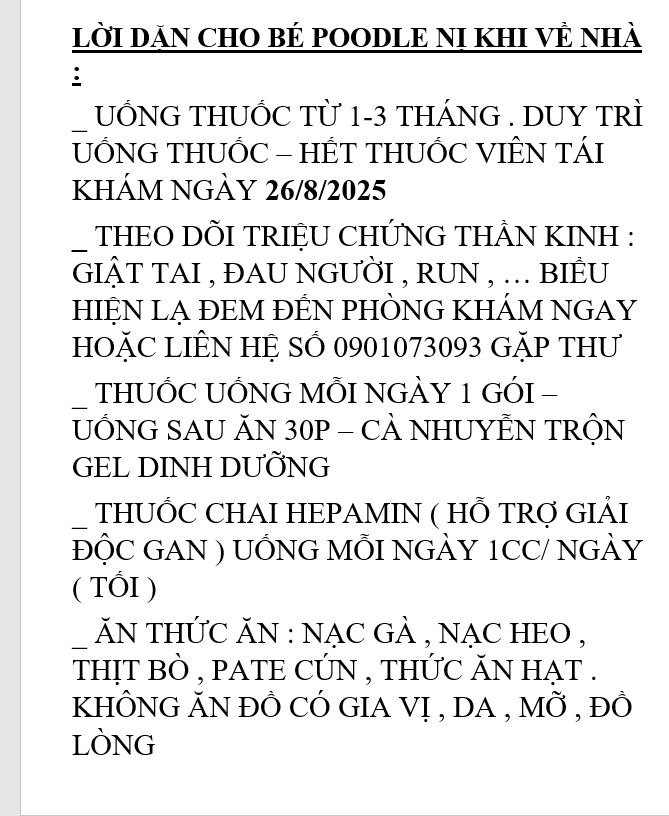 LỜI DẶN CHO BÉ POODLE NỊ KHI VỀ NHÀ
:
_ UỐNG THUỐC TỪ 1-3 THÁNG . DUY TRÌ
UỐNG THUỐC – HẾT THUỐC VIÊN TÁI
KHÁM NGÀY 26/8/2025
_ THEO DÕI TRIỆU CHỨNG THẦN KINH :
GIẬT TAI , ĐAU NGƯỜI , RUN , … BIỂU
HIỆN LẠ ĐEM ĐẾN PHÒNG KHÁM NGAY
HOẶC LIÊN HỆ SỐ 0901073093 GẶP THƯ
_ THUỐC UỐNG MỖI NGÀY 1 GÓI –
UỐNG SAU ĂN 30P – CÀ NHUYỄN TRỘN
GEL DINH DƯỠNG
_ THUỐC CHAI HEPAMIN ( HỖ TRỢ GIẢI
ĐỘC GAN ) UỐNG MỖI NGÀY 1CC/ NGÀY
( TỐI )
_ ĂN THỨC ĂN : NẠC GÀ , NẠC HEO ,
THỊT BÒ , PATE CÚN , THỨC ĂN HẠT .
KHÔNG ĂN ĐỒ CÓ GIA VỊ , DA , MỠ , ĐỒ
LÒNG